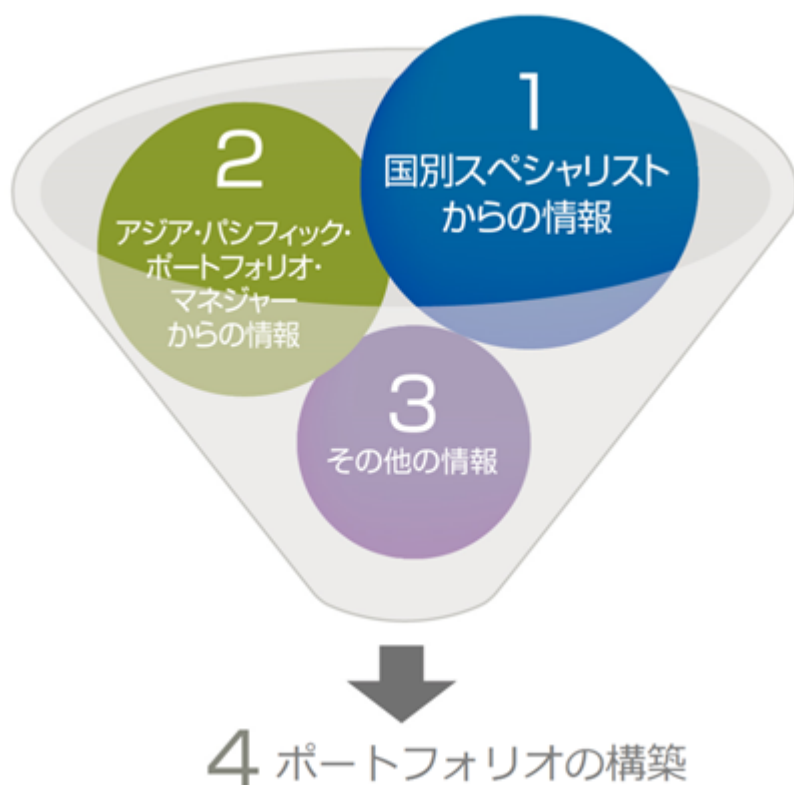 1
国別スペシャリスト
からの情報
2
アジア・パシフィック・
ポートフォリオ・
マネジャー
からの情報
3
その他の情報
4 ポートフォリオの構築